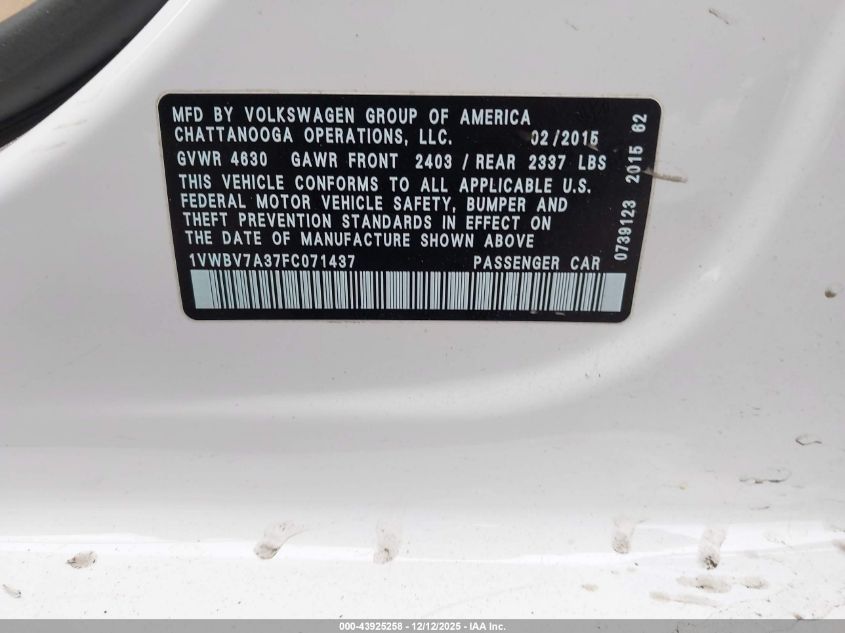 MFD BY VOLKSWAGEN GROUP OF AMERICA
CHATTANOOGA OPERATIONS, LLC. 02/2015
GVWR 4630 GAWR FRONT 2403 / REAR 2337 LBS
THIS VEHICLE CONFORMS TO ALL APPLICABLE U.S.
FEDERAL MOTOR VEHICLE SAFETY, BUMPER AND
THEFT PREVENTION STANDARDS IN EFFECT ON
THE DATE OF MANUFACTURE SHOWN ABOVE
1VWBV7A37FC071437 PASSENGER CAR
0739123 2015 62
000-43925258 - 12/12/2025 - IAA Inc.